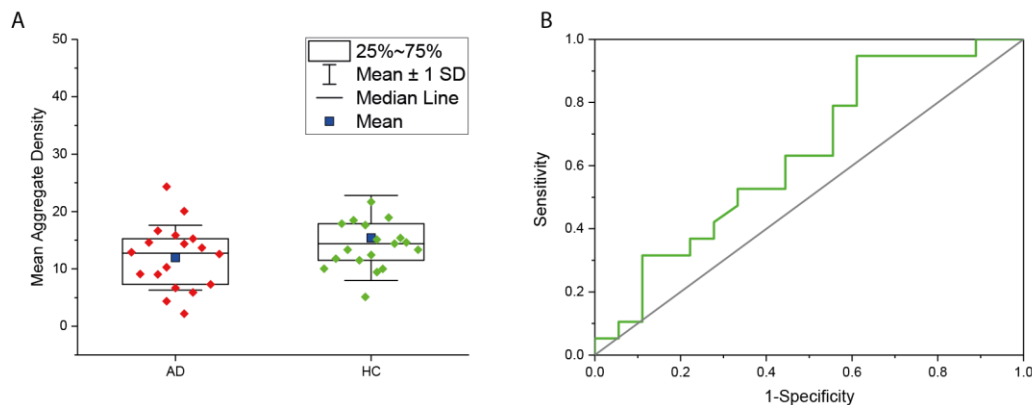 A
50
40
30
20
10
0
Mean Aggregate Density
AD
HC
25%~75%
Mean ± 1 SD
Median Line
Mean
B
1.0
0.8
0.6
0.4
0.2
0.0
Sensitivity
0.0 0.2 0.4 0.6 0.8 1.0
1-Specificity